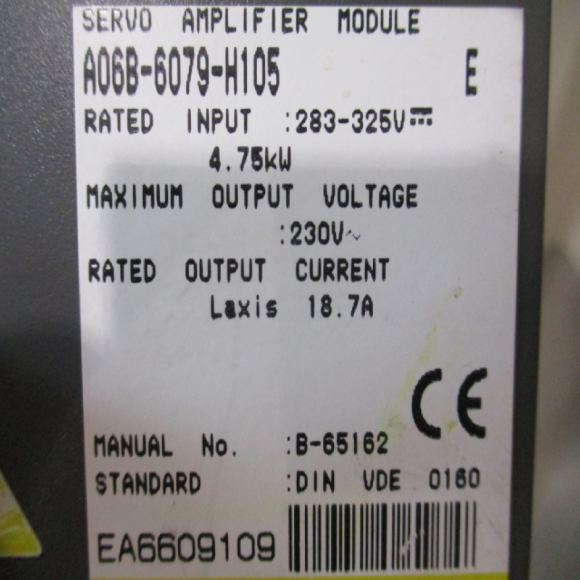 SERVO AMPLIFIER MODULE
A06B-6079-H105 E
RATED INPUT :283-325V⎓
4.75kW
MAXIMUM OUTPUT VOLTAGE
:230V~
RATED OUTPUT CURRENT
Laxis 18.7A
CE
MANUAL No. :B-65162
STANDARD :DIN VDE 0160
EA6609109